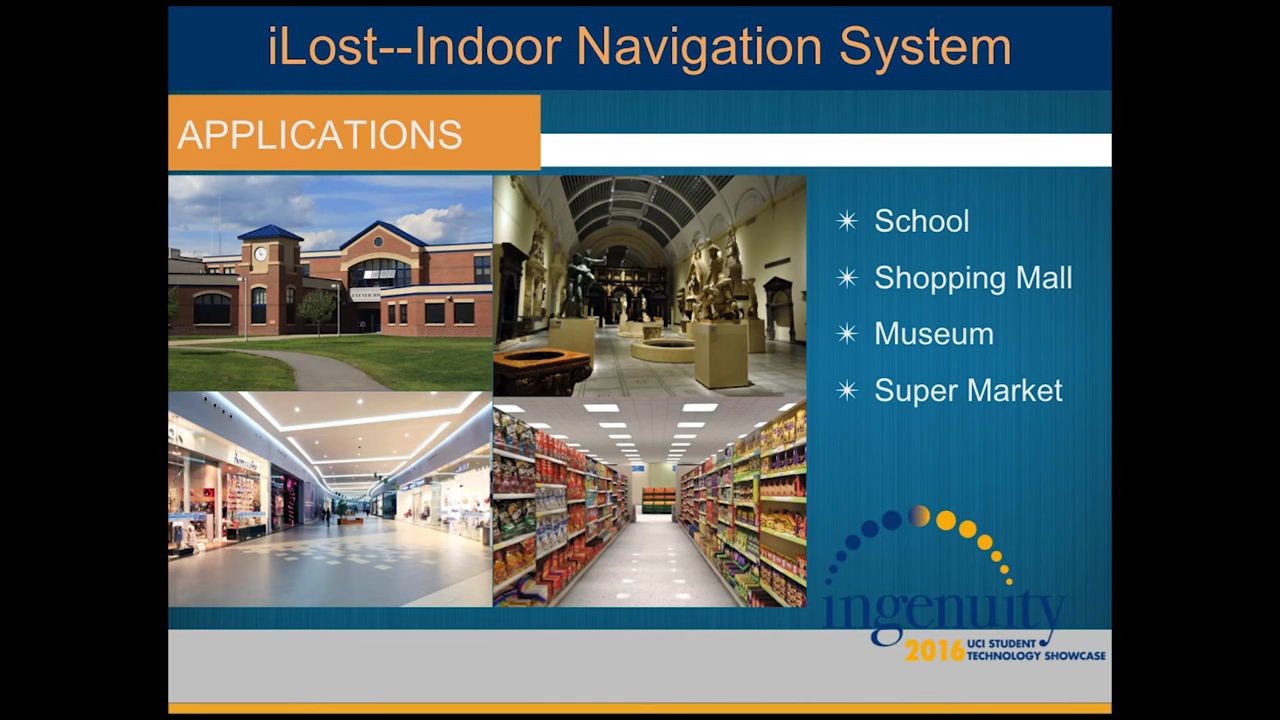 iLost--Indoor Navigation System
APPLICATIONS
School
Shopping Mall
Museum
Super Market
ingenuity
2016 UCI STUDENT
TECHNOLOGY SHOWCASE